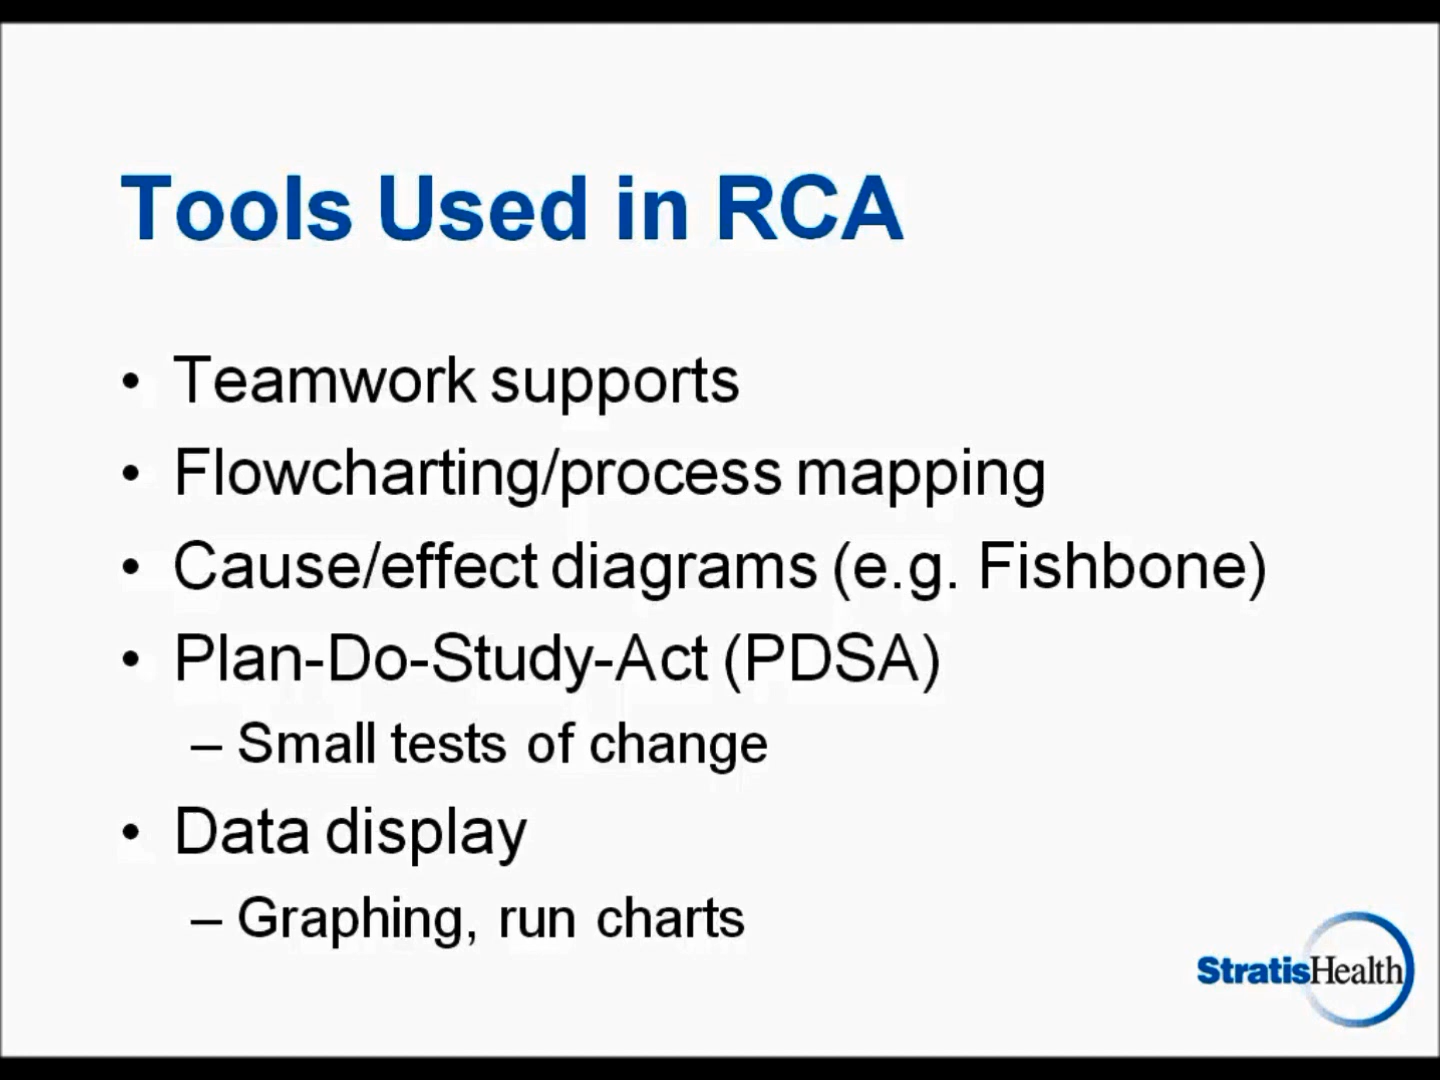 Tools Used in RCA
• Teamwork supports
• Flowcharting/process mapping
• Cause/effect diagrams (e.g. Fishbone)
• Plan-Do-Study-Act (PDSA)
– Small tests of change
• Data display
– Graphing, run charts
StratisHealth